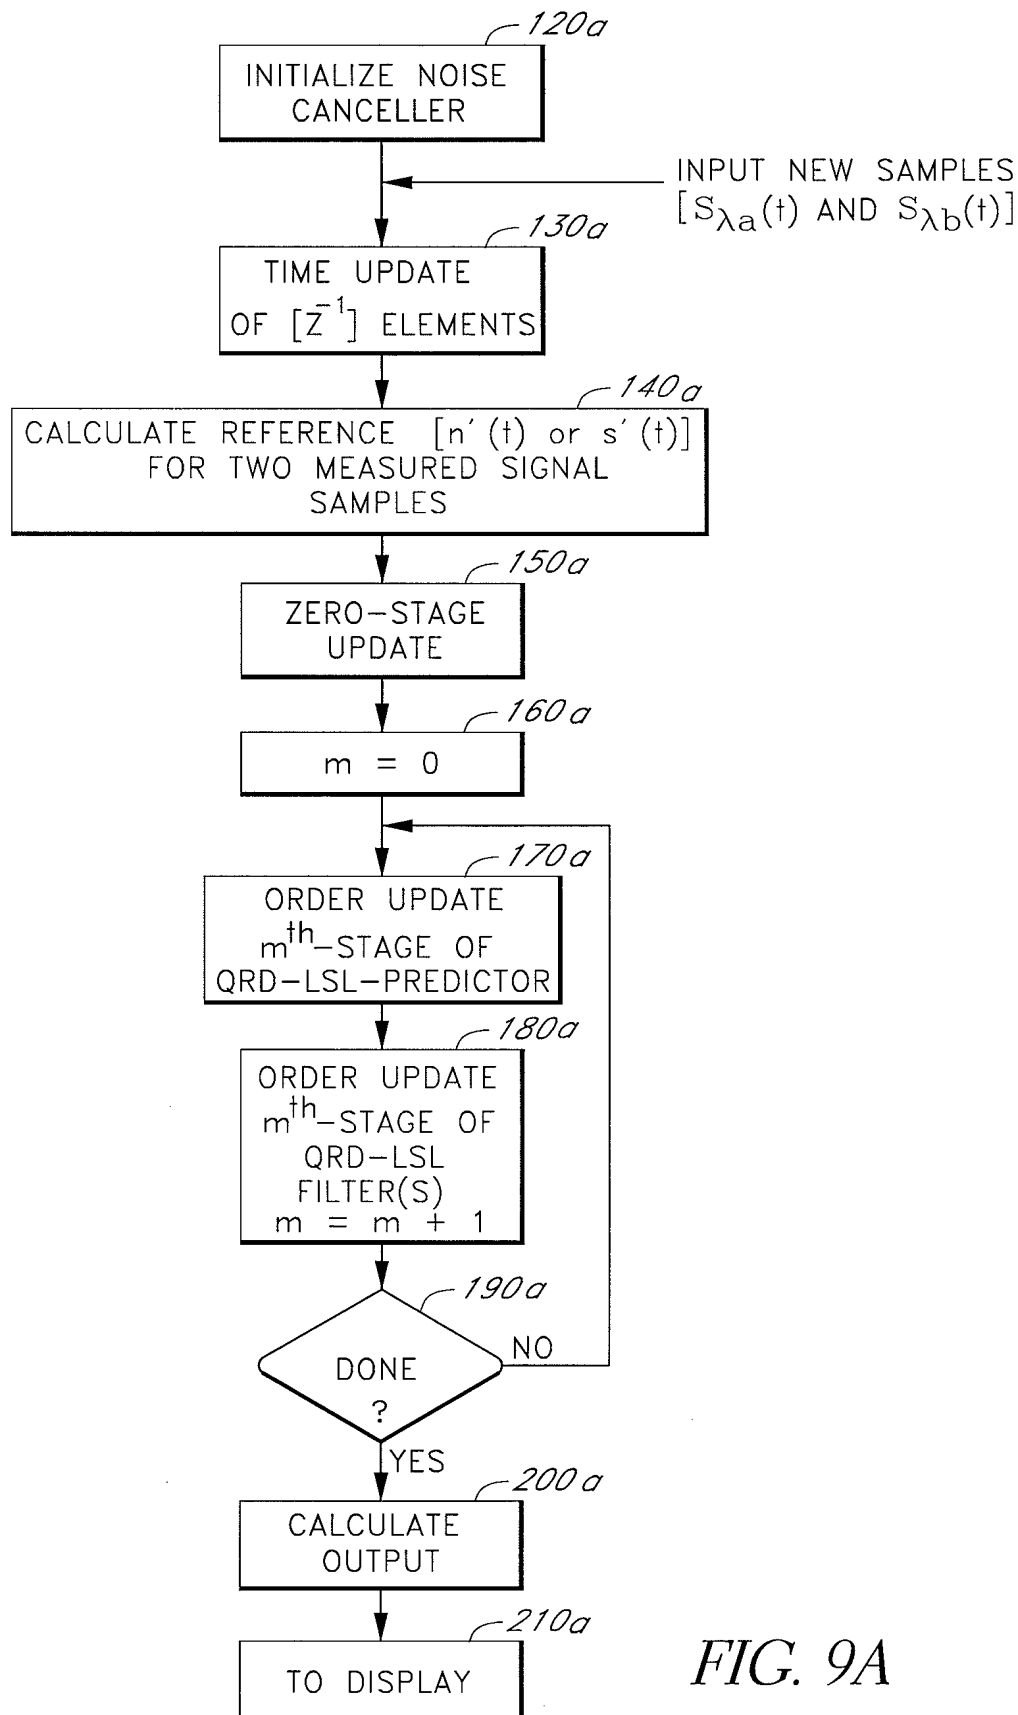 120a
INITIALIZE NOISE
CANCELLER
INPUT NEW SAMPLES
[Sλa(t) AND Sλb(t)]
130a
TIME UPDATE
OF [Z⁻¹] ELEMENTS
140a
CALCULATE REFERENCE [n'(t) or s'(t)]
FOR TWO MEASURED SIGNAL
SAMPLES
150a
ZERO-STAGE
UPDATE
160a
m = 0
170a
ORDER UPDATE
mᵗʰ-STAGE OF
QRD-LSL-PREDICTOR
180a
ORDER UPDATE
mᵗʰ-STAGE OF
QRD-LSL
FILTER(S)
m = m + 1
190a
NO
DONE
?
YES
200a
CALCULATE
OUTPUT
210a
TO DISPLAY
FIG. 9A